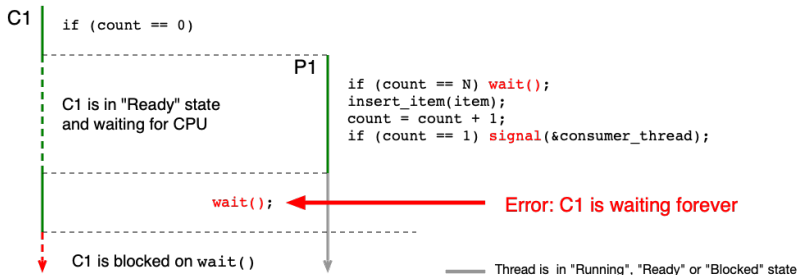 C1
if (count == 0)
P1
C1 is in "Ready" state
and waiting for CPU
if (count == N) wait();
insert_item(item);
count = count + 1;
if (count == 1) signal(&consumer_thread);
wait();
Error: C1 is waiting forever
C1 is blocked on wait()
Thread is in "Running", "Ready" or "Blocked" state